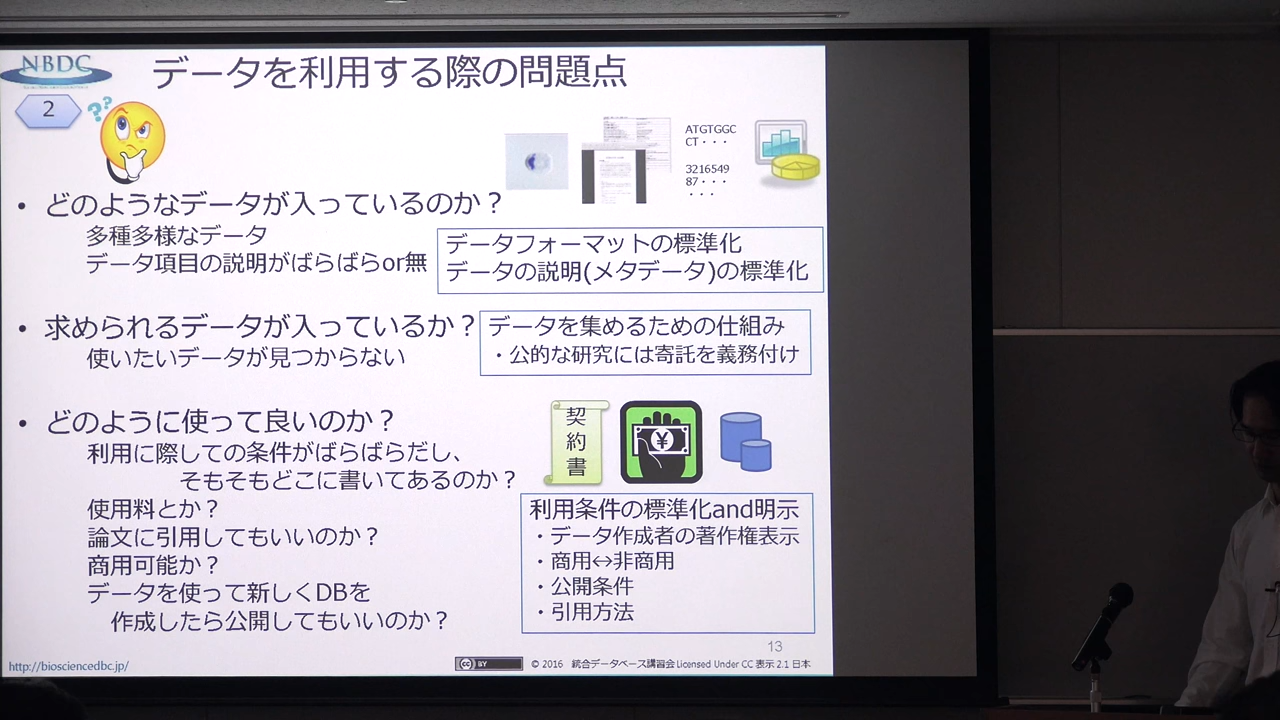 NBDC
データを利用する際の問題点
2
??
ATGTGGC
CT・・・
3216549
87・・・
・・・
• どのようなデータが入っているのか？
多種多様なデータ
データ項目の説明がばらばらor無
データフォーマットの標準化
データの説明(メタデータ)の標準化
• 求められるデータが入っているか？
使いたいデータが見つからない
データを集めるための仕組み
・公的な研究には寄託を義務付け
• どのように使って良いのか？
利用に際しての条件がばらばらだし、
そもそもどこに書いてあるのか？
使用料とか？
論文に引用してもいいのか？
商用可能か？
データを使って新しくDBを
作成したら公開してもいいのか？
契約書
¥
利用条件の標準化and明示
・データ作成者の著作権表示
・商用↔非商用
・公開条件
・引用方法
13
http://biosciencedbc.jp/
cc BY
© 2016 統合データベース講習会 Licensed Under CC 表示 2.1 日本